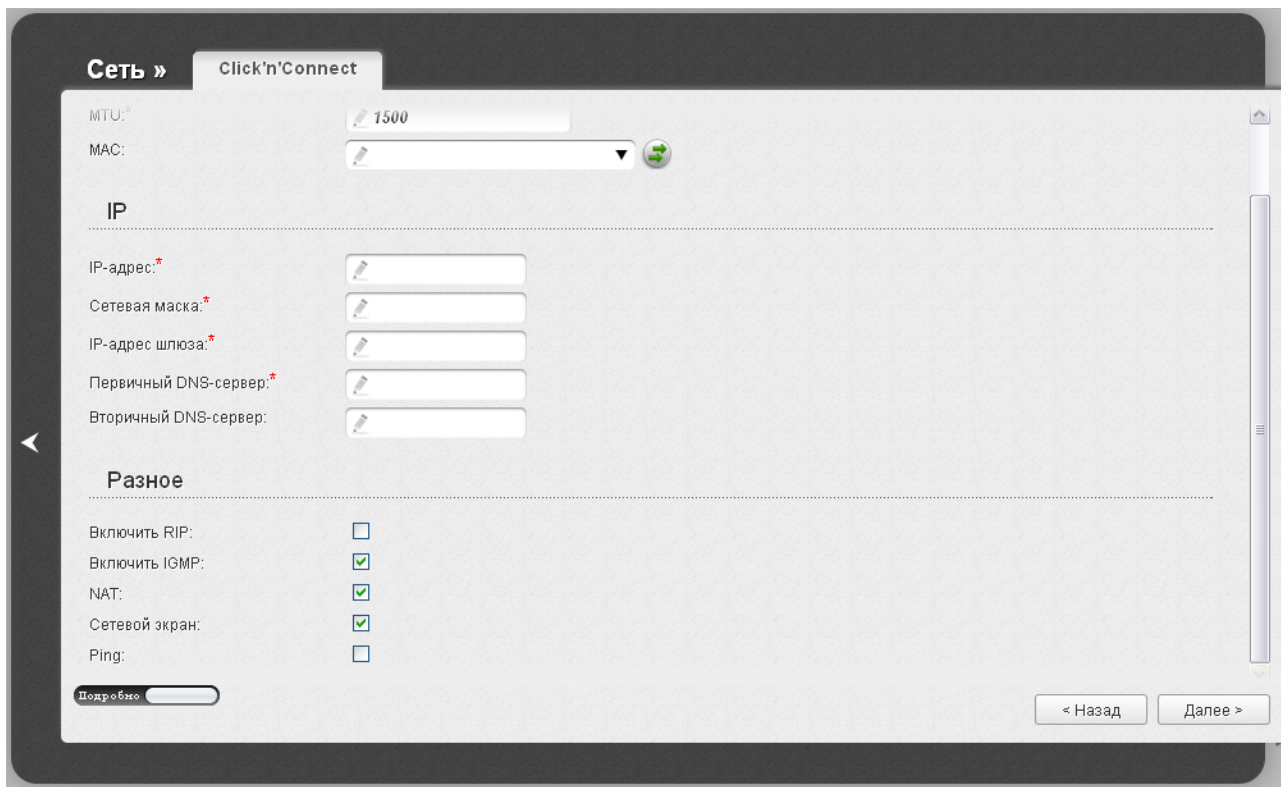 Сеть »
Click'n'Connect
MTU:* 1500
MAC:
IP
IP-адрес:*
Сетевая маска:*
IP-адрес шлюза:*
Первичный DNS-сервер:*
Вторичный DNS-сервер:
Разное
Включить RIP:
Включить IGMP:
NAT:
Сетевой экран:
Ping:
Подробно
< Назад
Далее >